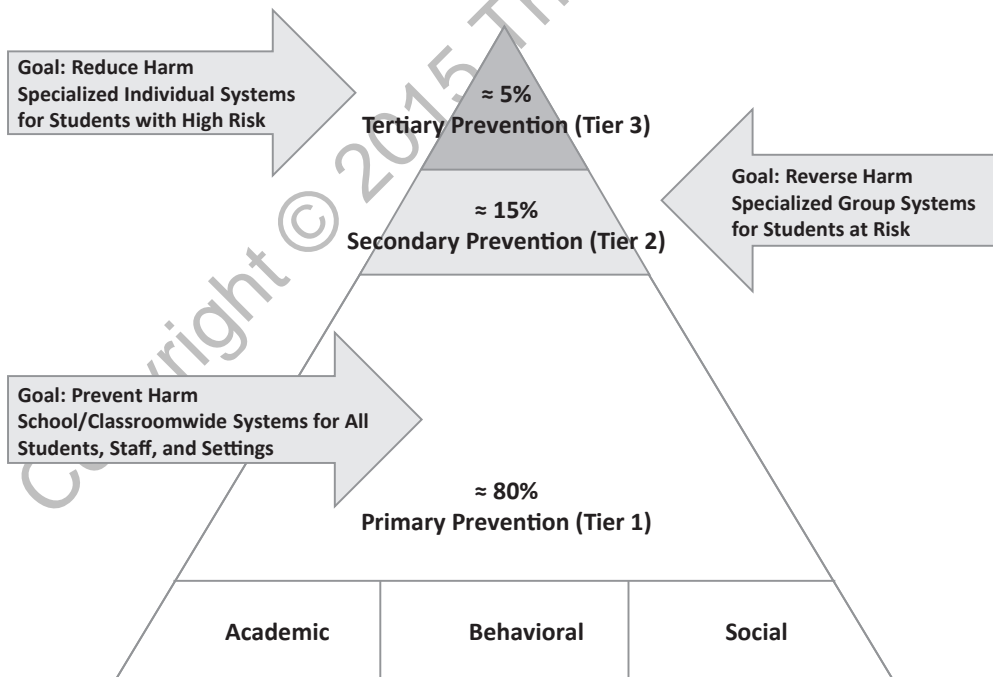 Goal: Reduce Harm
Specialized Individual Systems
for Students with High Risk
≈ 5%
Tertiary Prevention (Tier 3)
Goal: Reverse Harm
Specialized Group Systems
for Students at Risk
≈ 15%
Secondary Prevention (Tier 2)
Goal: Prevent Harm
School/Classroomwide Systems for All
Students, Staff, and Settings
≈ 80%
Primary Prevention (Tier 1)
Academic
Behavioral
Social
© 2015